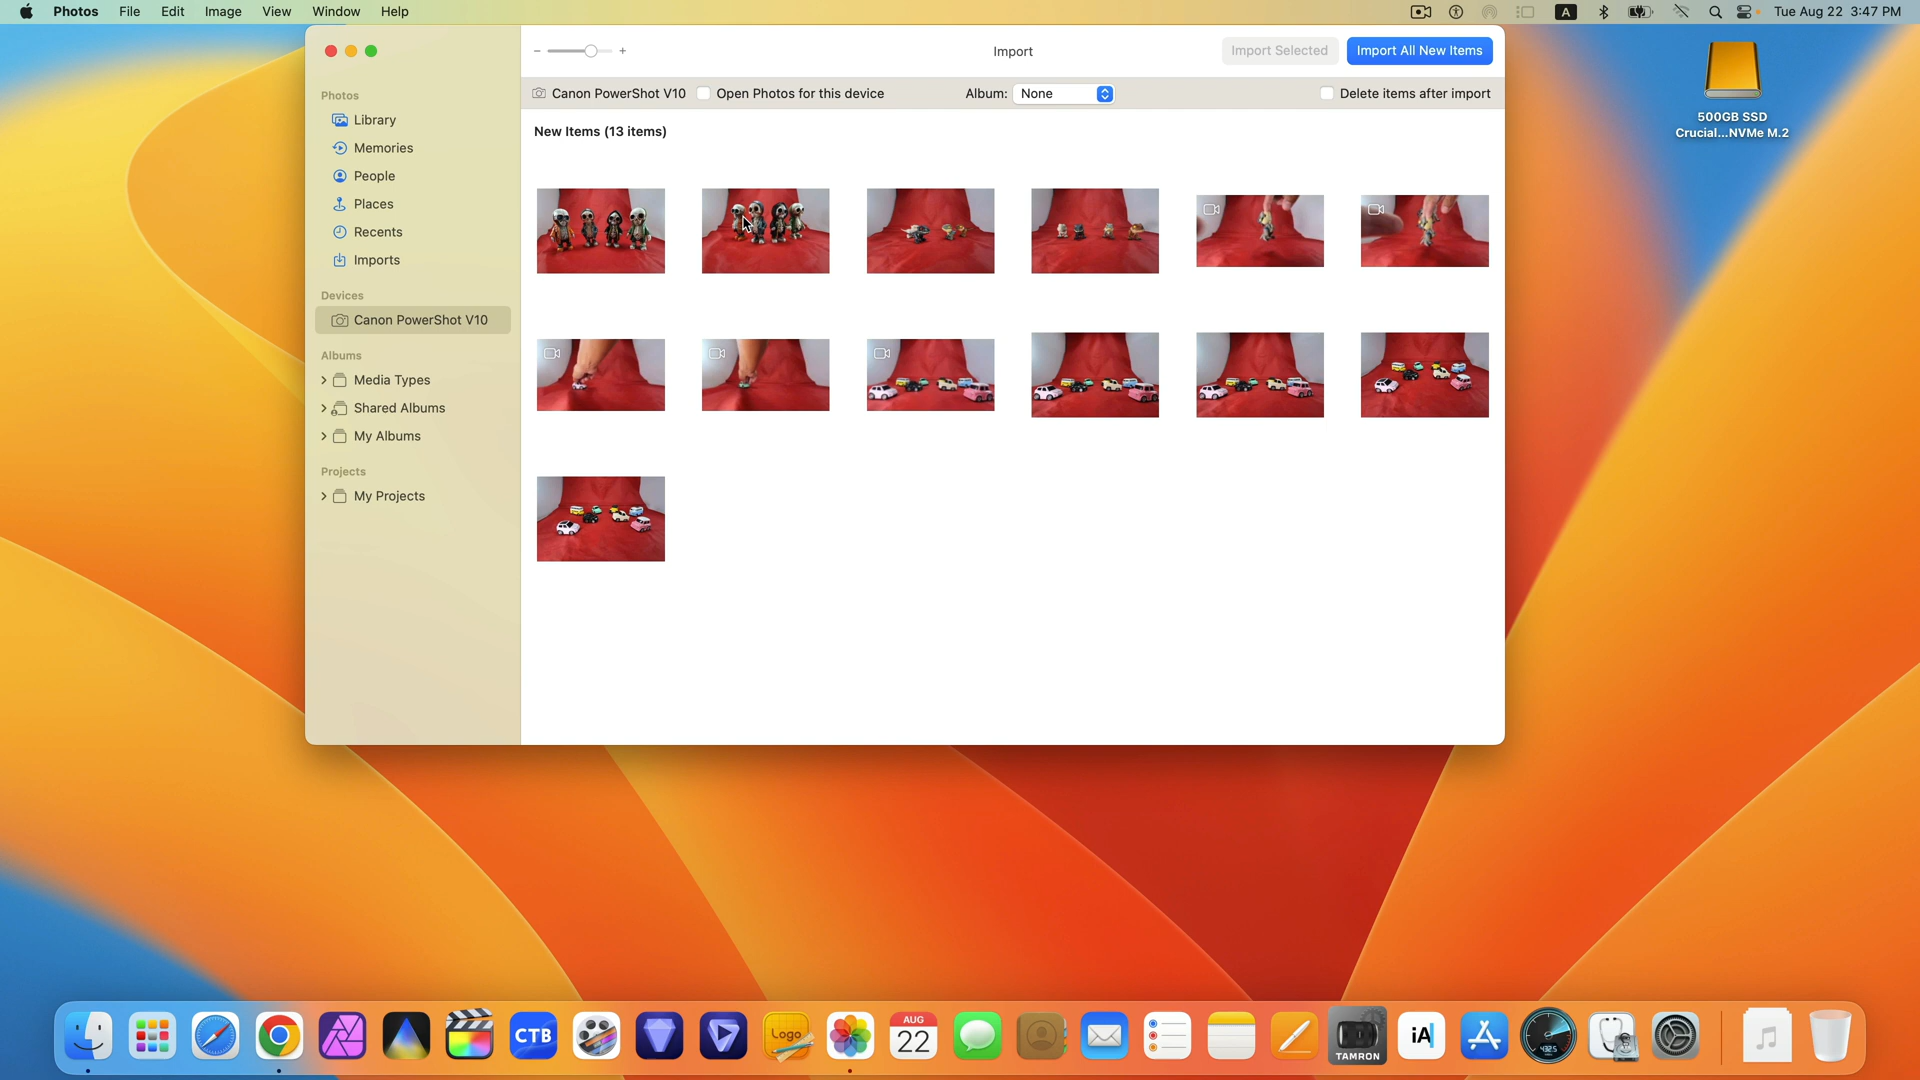 Photos File Edit Image View Window Help
A
Tue Aug 22 3:47 PM
Import
Import Selected
Import All New Items
Canon PowerShot V10
Open Photos for this device
Album: None
Delete items after import
New Items (13 items)
Photos
Library
Memories
People
Places
Recents
Imports
Devices
Canon PowerShot V10
Albums
Media Types
Shared Albums
My Albums
Projects
My Projects
500GB SSD
Crucial...NVMe M.2
CTB
Logo
AUG
22
TAMRON
iA